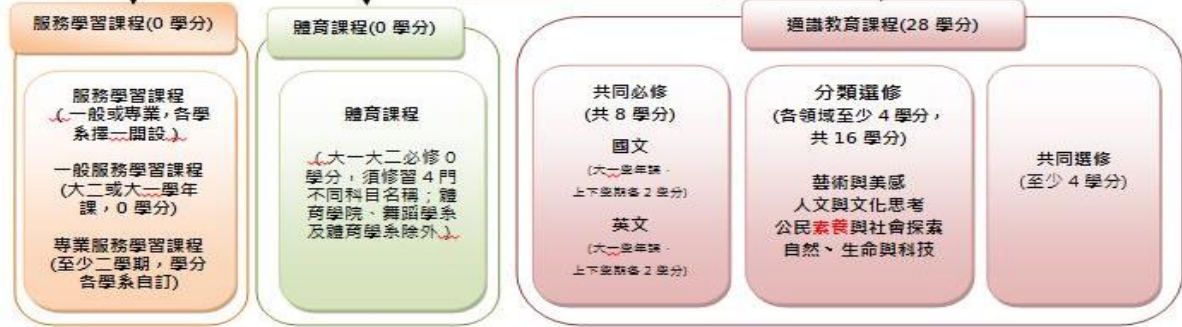 服務學習課程(0 學分)
服務學習課程
(一般或專業,各學
系擇一開設)
一般服務學習課程
(大二或大一學年
課,0 學分)
專業服務學習課程
(至少二學期,學分
各學系自訂)
體育課程(0 學分)
體育課程
(大一大二必修 0
學分,須修習 4 門
不同科目名稱;體
育學院、舞蹈學系
及體育學系除外)
通識教育課程(28 學分)
共同必修
(共 8 學分)
國文
(大一學年課,
上下學期各 2 學分)
英文
(大一學年課,
上下學期各 2 學分)
分類選修
(各領域至少 4 學分,
共 16 學分)
藝術與美感
人文與文化思考
公民素養與社會探索
自然、生命與科技
共同選修
(至少 4 學分)